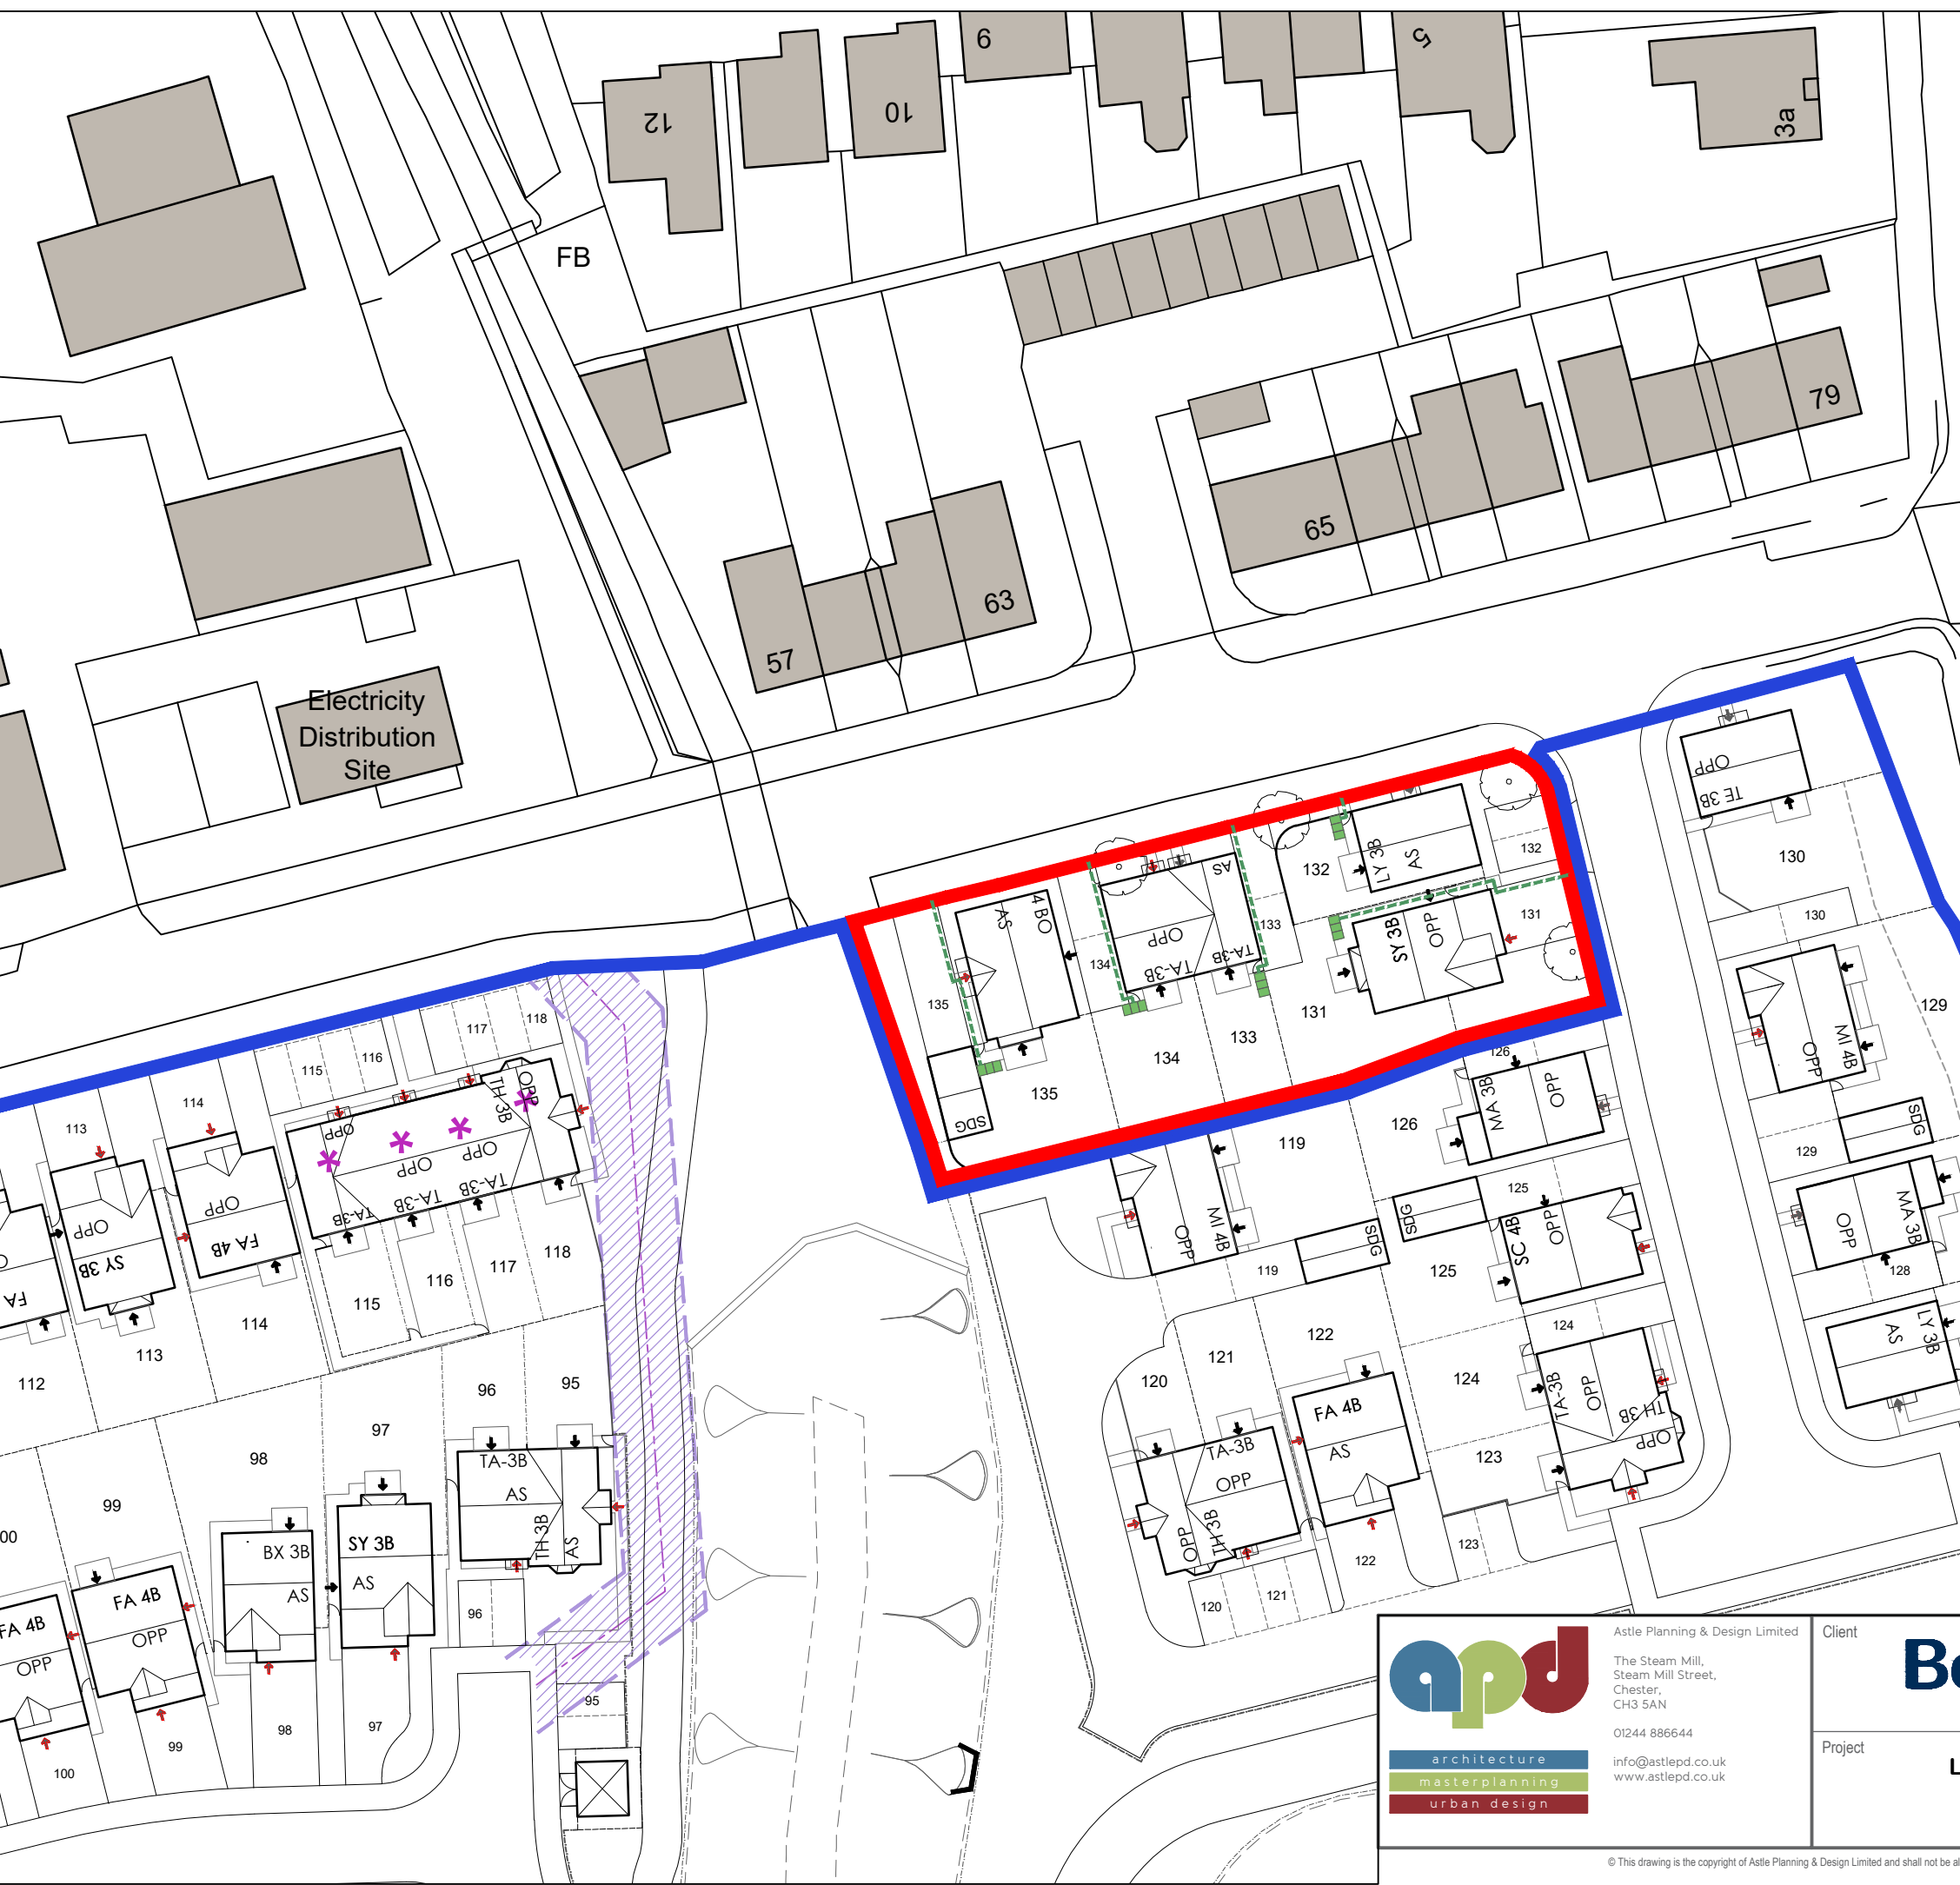 12
10
9
5
3a
FB
79
65
63
57
Electricity
Distribution
Site
OPP
TE 3B
130
130
129
132
LY 3B
AS
132
AS
4 BO
AS
133
134
OPP
TA-3B
TA-3B
SY 3B
OPP
131
135
131
133
134
135
SDG
117
118
116
115
114
113
OPP
TH 3B
OPP
OPP
OPP
TA-3B
TA-3B
TA-3B
OPP
FA 4B
OPP
SY 3B
FA
118
117
116
115
114
113
112
126
MA 3B
OPP
126
119
OPP
MI 4B
119
SDG
SDG
125
SC 4B
OPP
125
OPP
MI 4B
SDG
129
OPP
MA 3B
128
AS
LY 3B
124
124
TA-3B
OPP
TH 3B
OPP
123
123
122
121
120
FA 4B
AS
TA-3B
OPP
OPP
TH 3B
122
121
120
95
96
97
98
99
00
TA-3B
AS
TH 3B
AS
SY 3B
AS
BX 3B
AS
FA 4B
OPP
FA 4B
OPP
96
95
97
98
99
100
apd
architecture
masterplanning
urban design
Astle Planning & Design Limited
The Steam Mill,
Steam Mill Street,
Chester,
CH3 5AN
01244 886644
info@astlepd.co.uk
www.astlepd.co.uk
Client
Project
© This drawing is the copyright of Astle Planning & Design Limited and shall not be